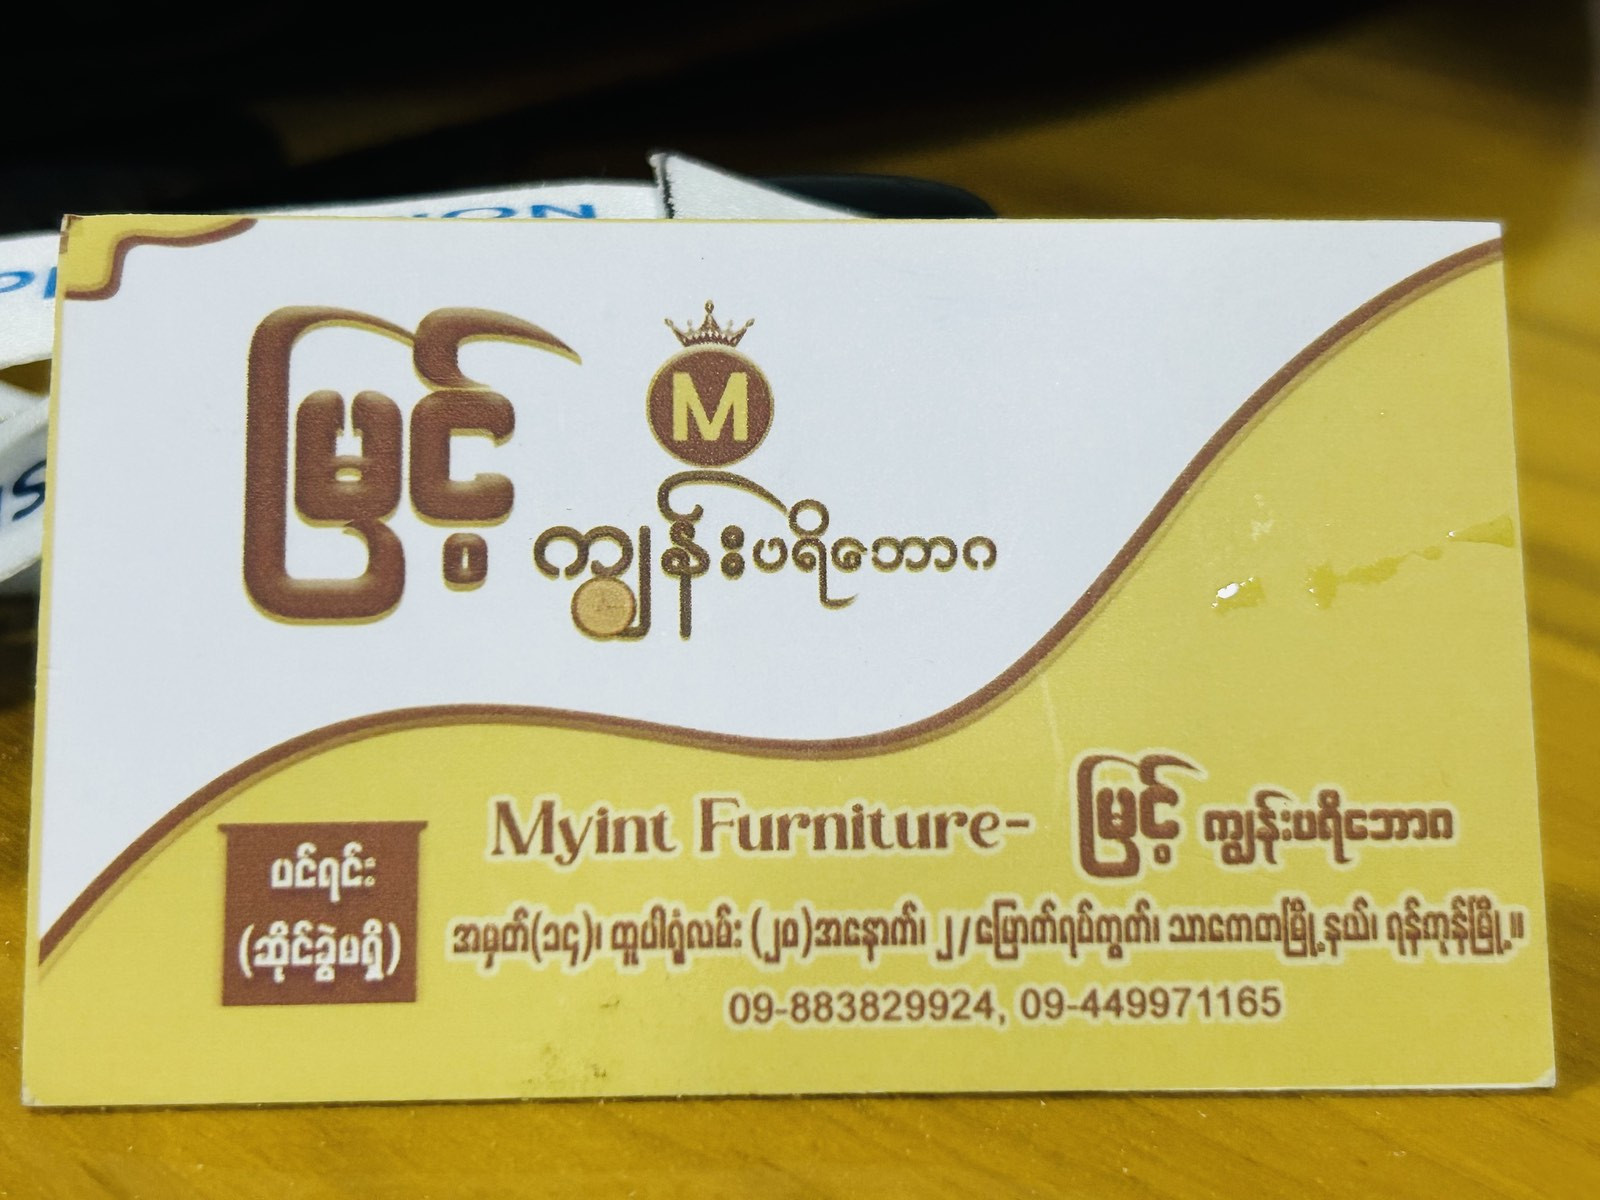 မြင့်
M
ကျွန်းပရိဘောဂ
Myint Furniture- မြင့် ကျွန်းပရိဘောဂ
ပင်ရင်း
(ဆိုင်ခွဲမရှိ)
အမှတ်(၁၄)၊ ထူပါရုံလမ်း (၂၀)အနောက်၊ ၂/မြောက်ရပ်ကွက်၊ သာကေတမြို့နယ်၊ ရန်ကုန်မြို့။
09-883829924, 09-449971165